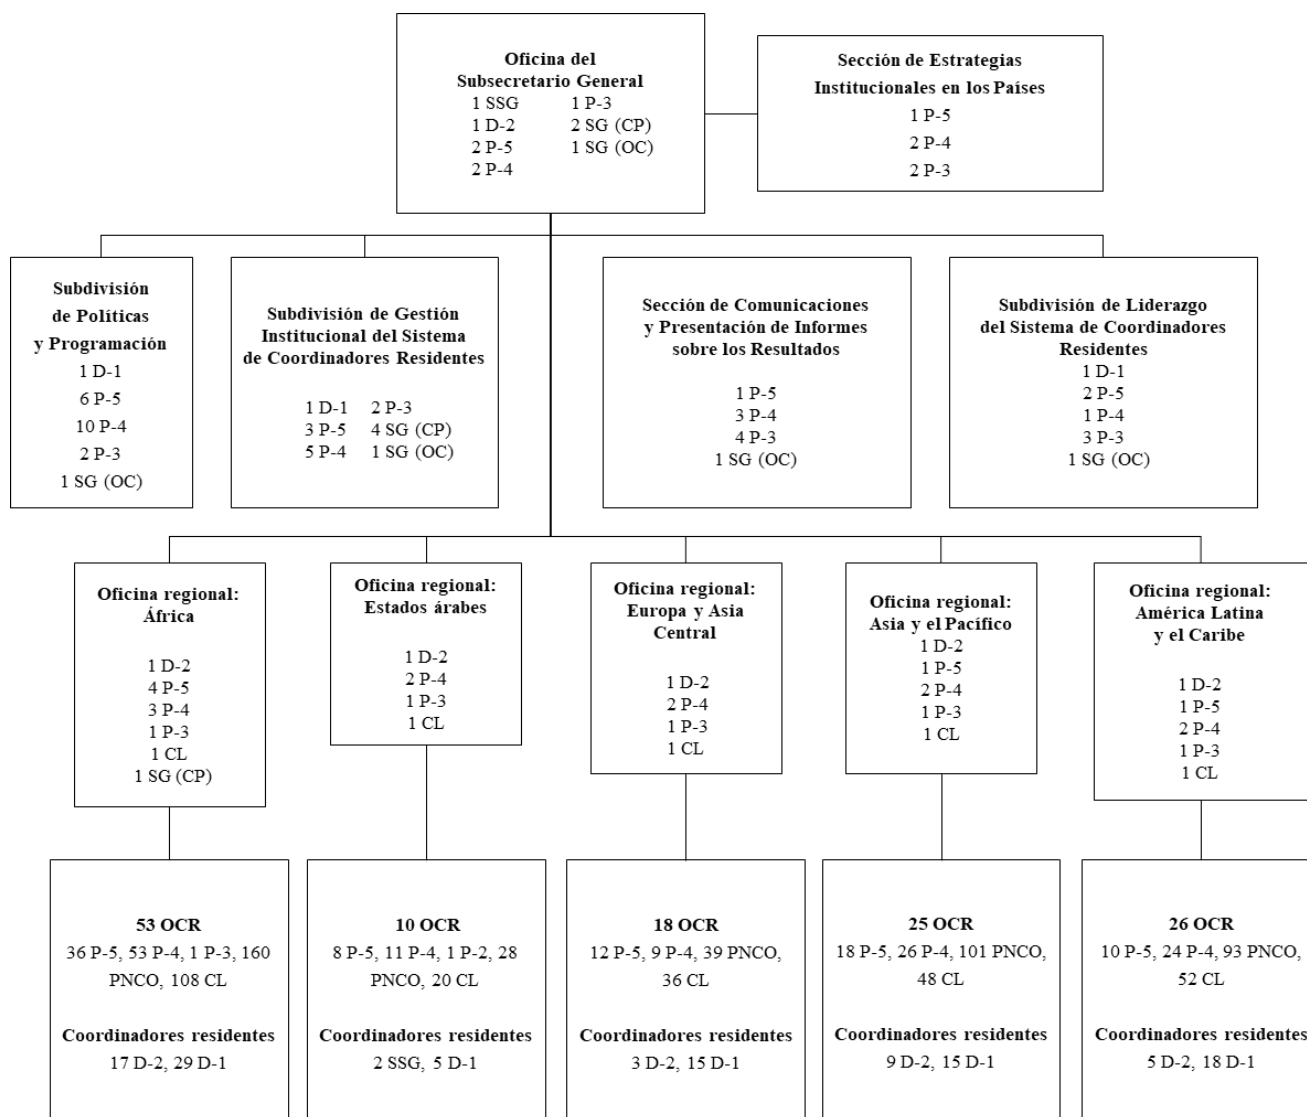 Oficina del
Subsecretario General
1 SSG 1 P-3
1 D-2 2 SG (CP)
2 P-5 1 SG (OC)
2 P-4
Sección de Estrategias
Institucionales en los Países
1 P-5
2 P-4
2 P-3
Subdivisión
de Políticas
y Programación
1 D-1
6 P-5
10 P-4
2 P-3
1 SG (OC)
Subdivisión de Gestión
Institucional del Sistema
de Coordinadores Residentes
1 D-1 2 P-3
3 P-5 4 SG (CP)
5 P-4 1 SG (OC)
Sección de Comunicaciones
y Presentación de Informes
sobre los Resultados
1 P-5
3 P-4
4 P-3
1 SG (OC)
Subdivisión de Liderazgo
del Sistema de Coordinadores
Residentes
1 D-1
2 P-5
1 P-4
3 P-3
1 SG (OC)
Oficina regional:
África
1 D-2
4 P-5
3 P-4
1 P-3
1 CL
1 SG (CP)
Oficina regional:
Estados árabes
1 D-2
2 P-4
1 P-3
1 CL
Oficina regional:
Europa y Asia
Central
1 D-2
2 P-4
1 P-3
1 CL
Oficina regional:
Asia y el Pacífico
1 D-2
1 P-5
2 P-4
1 P-3
1 CL
Oficina regional:
América Latina
y el Caribe
1 D-2
1 P-5
2 P-4
1 P-3
1 CL
53 OCR
36 P-5, 53 P-4, 1 P-3, 160
PNCO, 108 CL
Coordinadores residentes
17 D-2, 29 D-1
10 OCR
8 P-5, 11 P-4, 1 P-2, 28
PNCO, 20 CL
Coordinadores residentes
2 SSG, 5 D-1
18 OCR
12 P-5, 9 P-4, 39 PNCO,
36 CL
Coordinadores residentes
3 D-2, 15 D-1
25 OCR
18 P-5, 26 P-4, 101 PNCO,
48 CL
Coordinadores residentes
9 D-2, 15 D-1
26 OCR
10 P-5, 24 P-4, 93 PNCO,
52 CL
Coordinadores residentes
5 D-2, 18 D-1